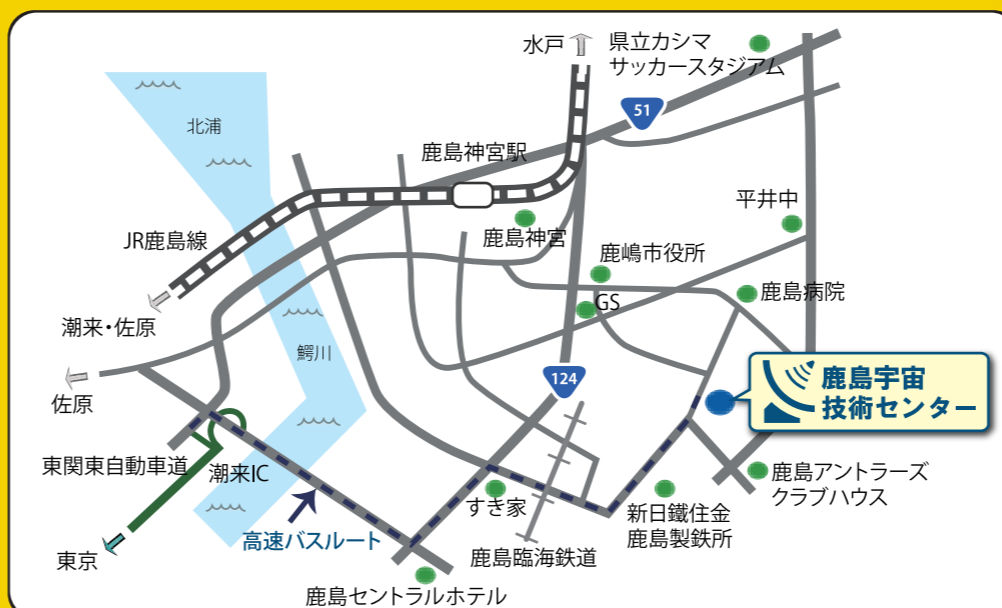 水戸
県立カシマ
サッカースタジアム
51
北浦
鹿島神宮駅
平井中
JR鹿島線
鹿島神宮
鹿嶋市役所
鹿島病院
GS
潮来・佐原
鰐川
124
鹿島宇宙
技術センター
佐原
東関東自動車道
潮来IC
すき家
鹿島アントラーズ
クラブハウス
高速バスルート
新日鐵住金
鹿島製鉄所
東京
鹿島臨海鉄道
鹿島セントラルホテル